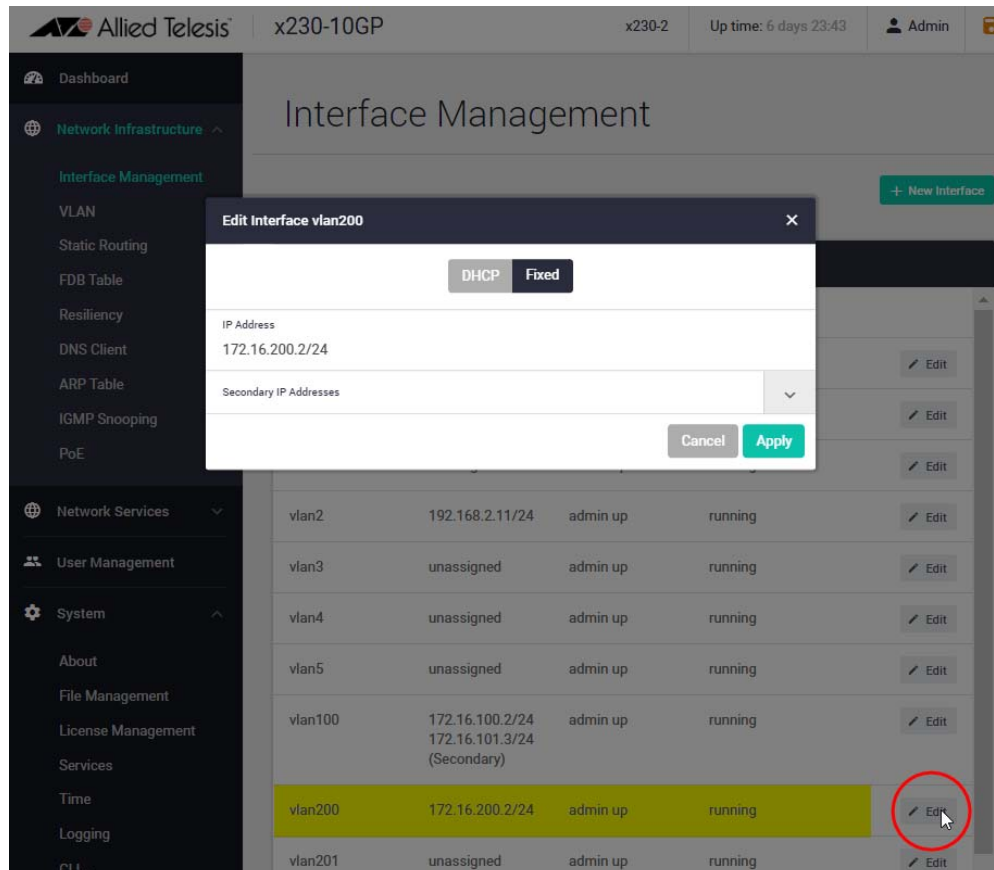 Allied Telesis
x230-10GP
x230-2
Up time: 6 days 23:43
Admin
Dashboard
Network Infrastructure
Interface Management
VLAN
Static Routing
FDB Table
Resiliency
DNS Client
ARP Table
IGMP Snooping
PoE
Network Services
User Management
System
About
File Management
License Management
Services
Time
Logging
CLI
Interface Management
+ New Interface
Edit Interface vlan200
DHCP
Fixed
IP Address
172.16.200.2/24
Secondary IP Addresses
Cancel
Apply
Edit
Edit
Edit
vlan2 192.168.2.11/24 admin up running Edit
vlan3 unassigned admin up running Edit
vlan4 unassigned admin up running Edit
vlan5 unassigned admin up running Edit
vlan100 172.16.100.2/24 admin up running Edit
172.16.101.3/24
(Secondary)
vlan200 172.16.200.2/24 admin up running Edit
vlan201 unassigned admin up running Edit